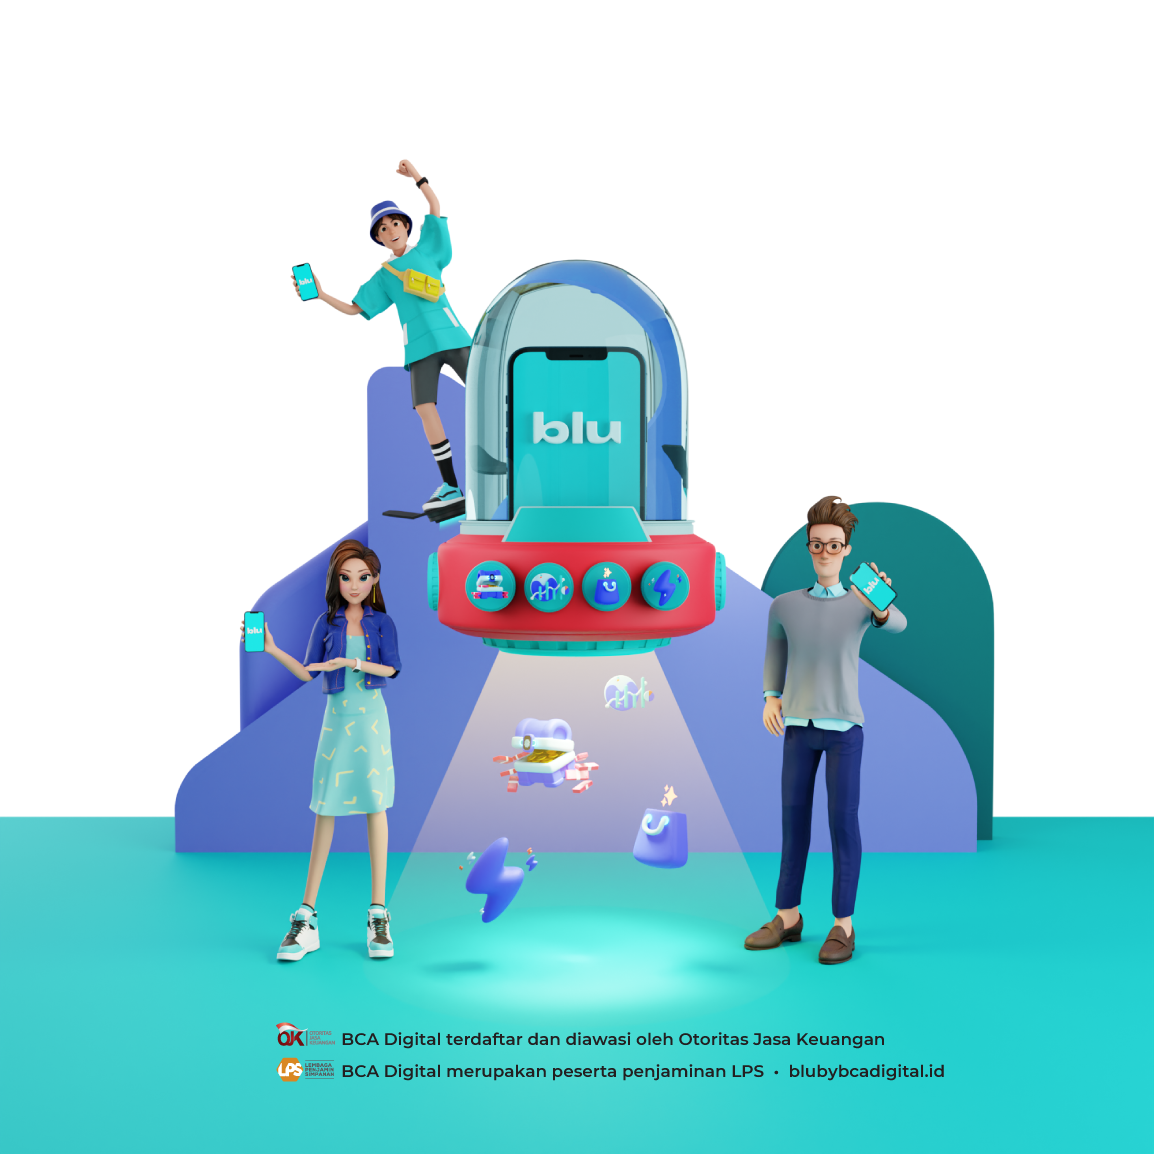 blu
blu
blu
blu
OJK OTORITAS JASA KEUANGAN
BCA Digital terdaftar dan diawasi oleh Otoritas Jasa Keuangan
LPS LEMBAGA PENJAMIN SIMPANAN
BCA Digital merupakan peserta penjaminan LPS • blubybcadigital.id